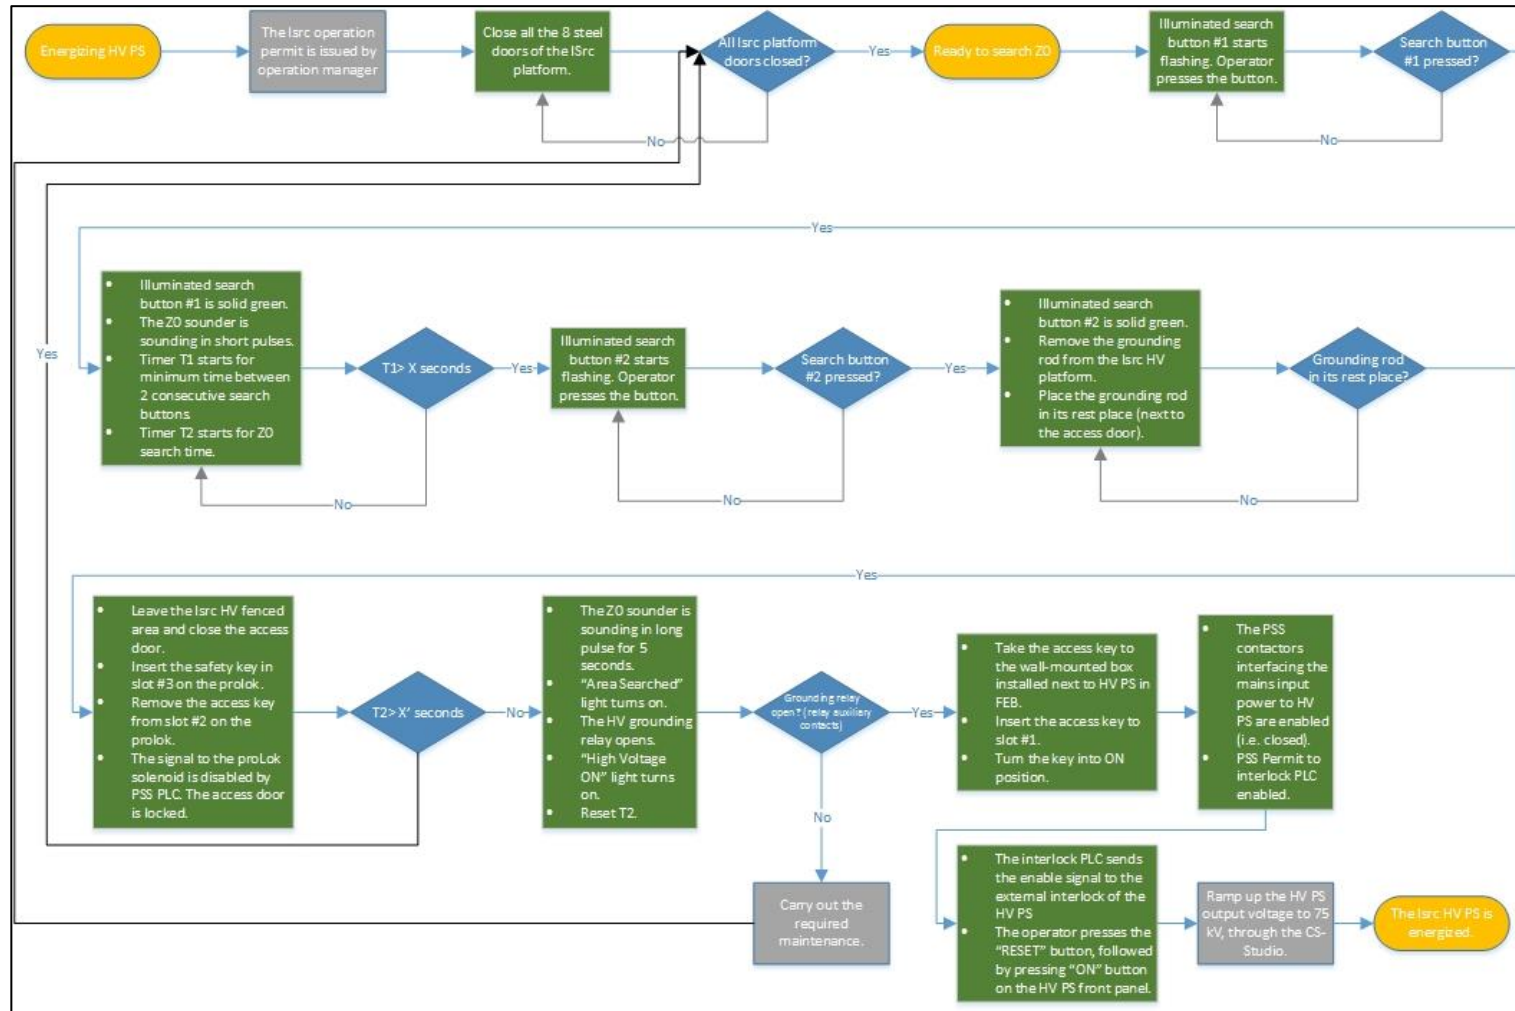 Energizing HV PS
The Isrc operation
permit is issued by
operation manager
Close all the 8 steel
doors of the ISrc
platform.
All Isrc platform
doors closed?
Yes
No
Ready to search Z0
Illuminated search
button #1 starts
flashing. Operator
presses the button.
Search button
#1 pressed?
No
Yes
• Illuminated search
button #1 is solid green.
• The Z0 sounder is
sounding in short pulses.
• Timer T1 starts for
minimum time between
2 consecutive search
buttons.
• Timer T2 starts for Z0
search time.
T1> X seconds
Yes
No
Illuminated search
button #2 starts
flashing. Operator
presses the button.
Search button
#2 pressed?
Yes
No
• Illuminated search
button #2 is solid green.
• Remove the grounding
rod from the Isrc HV
platform.
• Place the grounding rod
in its rest place (next to
the access door).
Grounding rod
in its rest place?
No
Yes
Yes
• Leave the Isrc HV fenced
area and close the access
door.
• Insert the safety key in
slot #3 on the prolok.
• Remove the access key
from slot #2 on the
prolok.
• The signal to the proLok
solenoid is disabled by
PSS PLC. The access door
is locked.
T2> X' seconds
No
• The Z0 sounder is
sounding in long
pulse for 5
seconds.
• “Area Searched”
light turns on.
• The HV grounding
relay opens.
• “High Voltage
ON” light turns
on.
• Reset T2.
Grounding relay
open? (relay auxiliary
contacts)
Yes
No
Carry out the
required
maintenance.
• Take the access key to
the wall-mounted box
installed next to HV PS in
FEB.
• Insert the access key to
slot #1.
• Turn the key into ON
position.
• The PSS
contactors
interfacing the
mains input
power to HV
PS are enabled
(i.e. closed).
• PSS Permit to
interlock PLC
enabled.
• The interlock PLC sends
the enable signal to the
external interlock of the
HV PS
• The operator presses the
“RESET” button, followed
by pressing “ON” button
on the HV PS front panel.
Ramp up the HV PS
output voltage to 75
kV, through the CS-
Studio.
The Isrc HV PS is
energized.